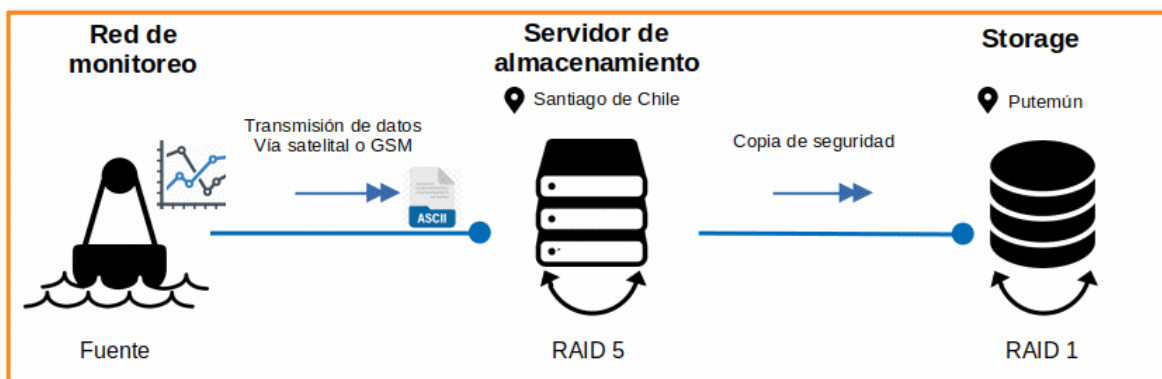 Red de
monitoreo
Servidor de
almacenamiento
Storage
Santiago de Chile
Putemún
Transmisión de datos
Vía satelital o GSM
Copia de seguridad
ASCII
Fuente
RAID 5
RAID 1